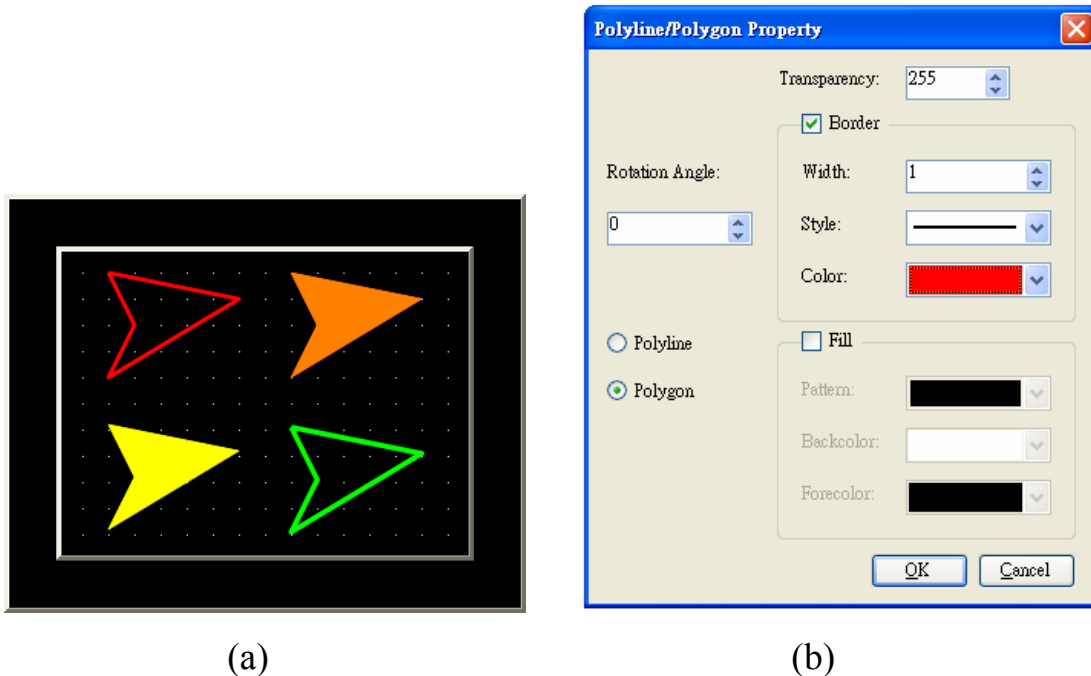 Polyline/Polygon Property
Transparency: 255
Border
Rotation Angle:
Width: 1
0
Style:
Color:
Polyline
Fill
Polygon
Pattern:
Backcolor:
Forecolor:
OK Cancel
(a) (b)